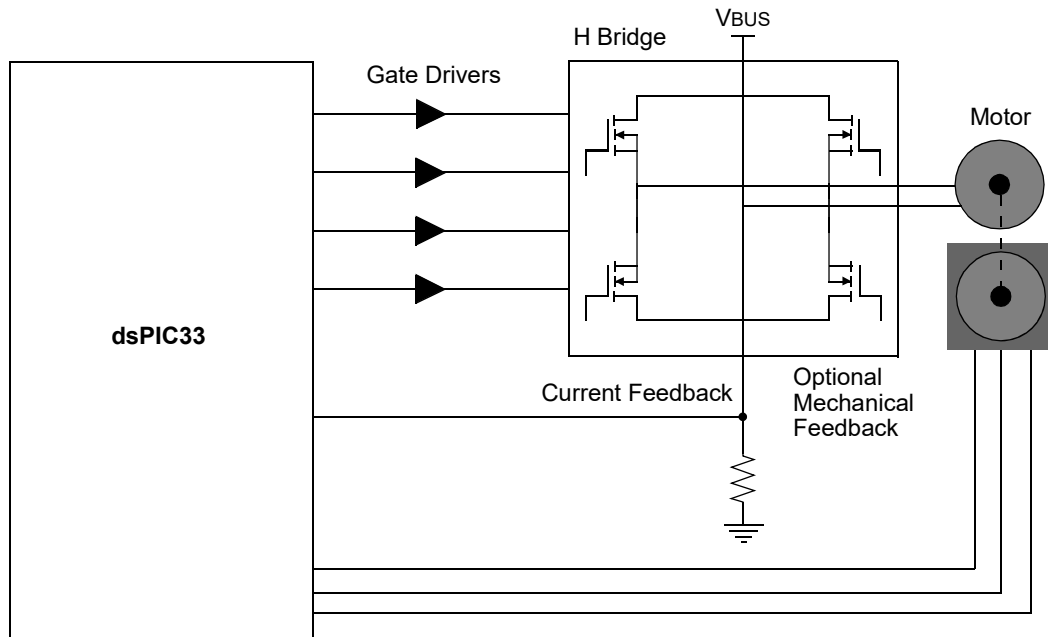 VBUS
H Bridge
Gate Drivers
Motor
dsPIC33
Current Feedback
Optional
Mechanical
Feedback